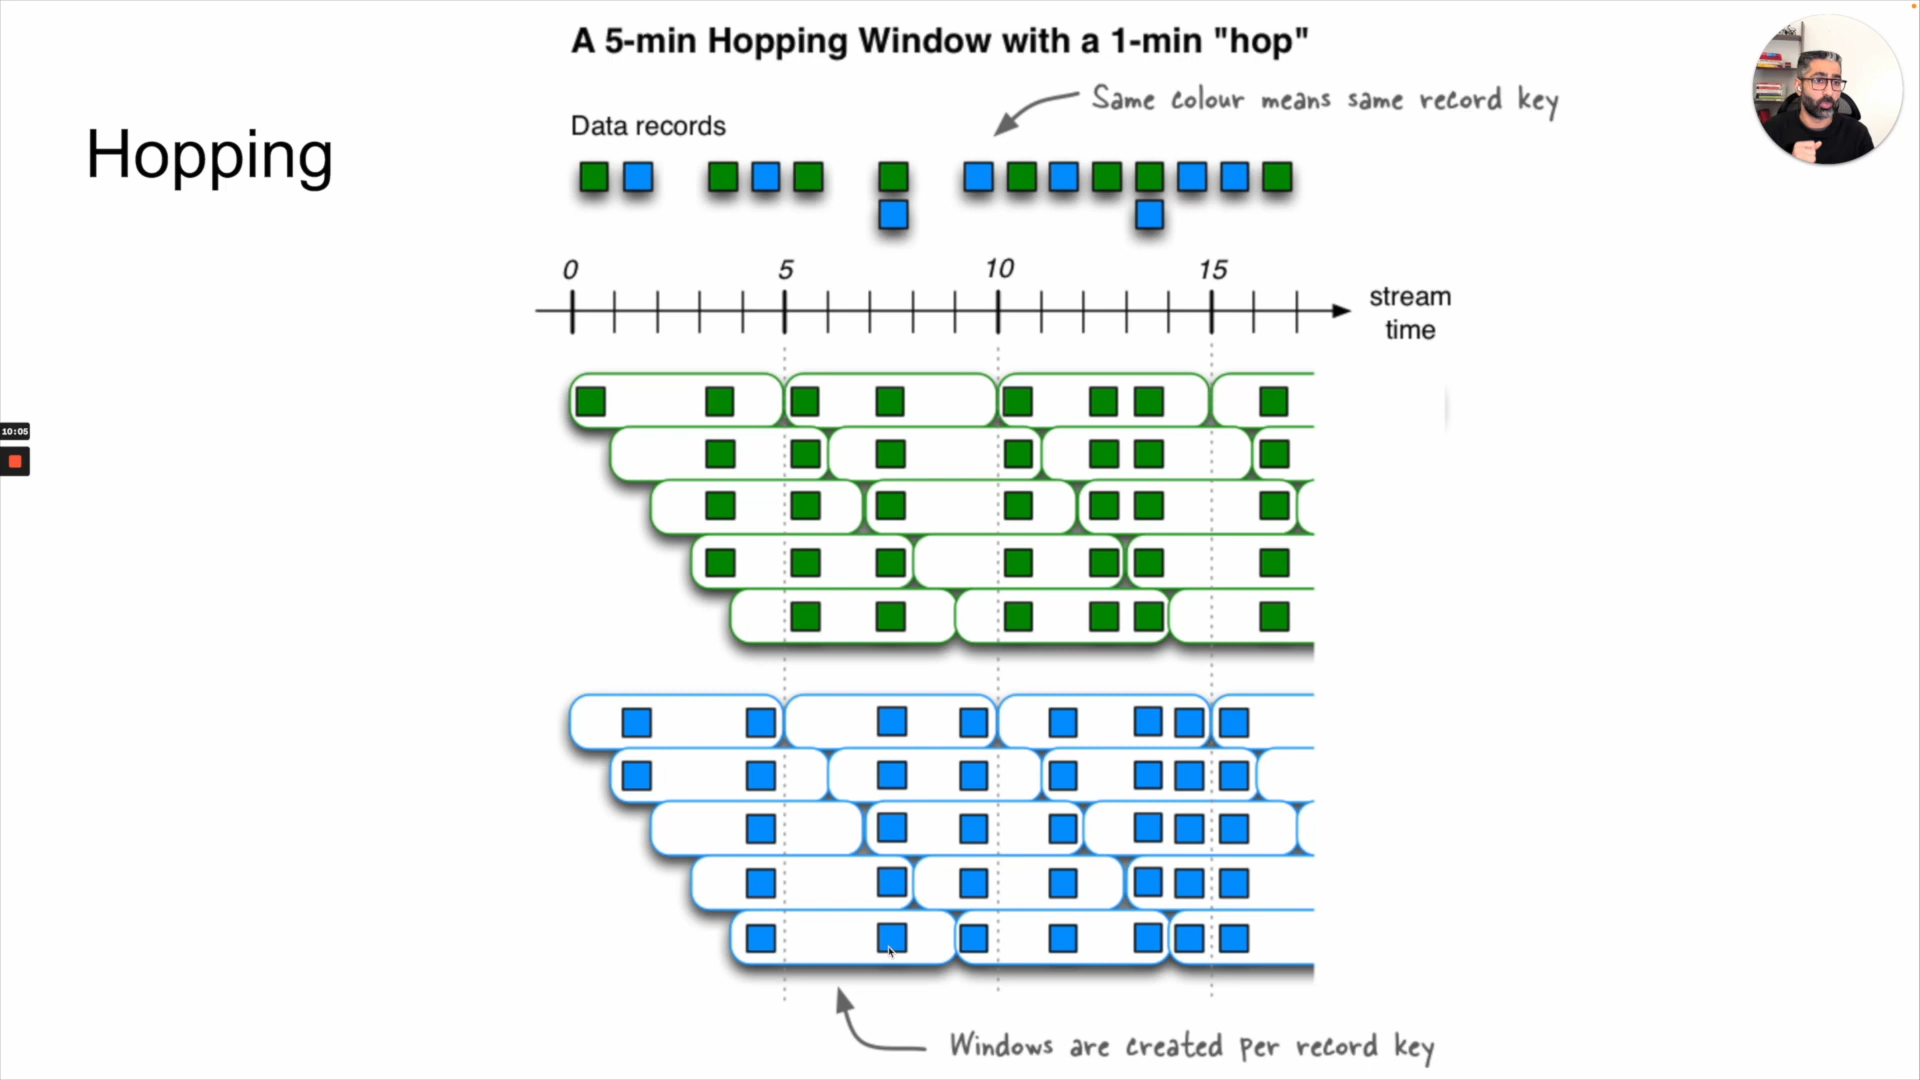 A 5-min Hopping Window with a 1-min "hop"
Same colour means same record key
Data records
Hopping
0 5 10 15
stream
time
10:05
Windows are created per record key